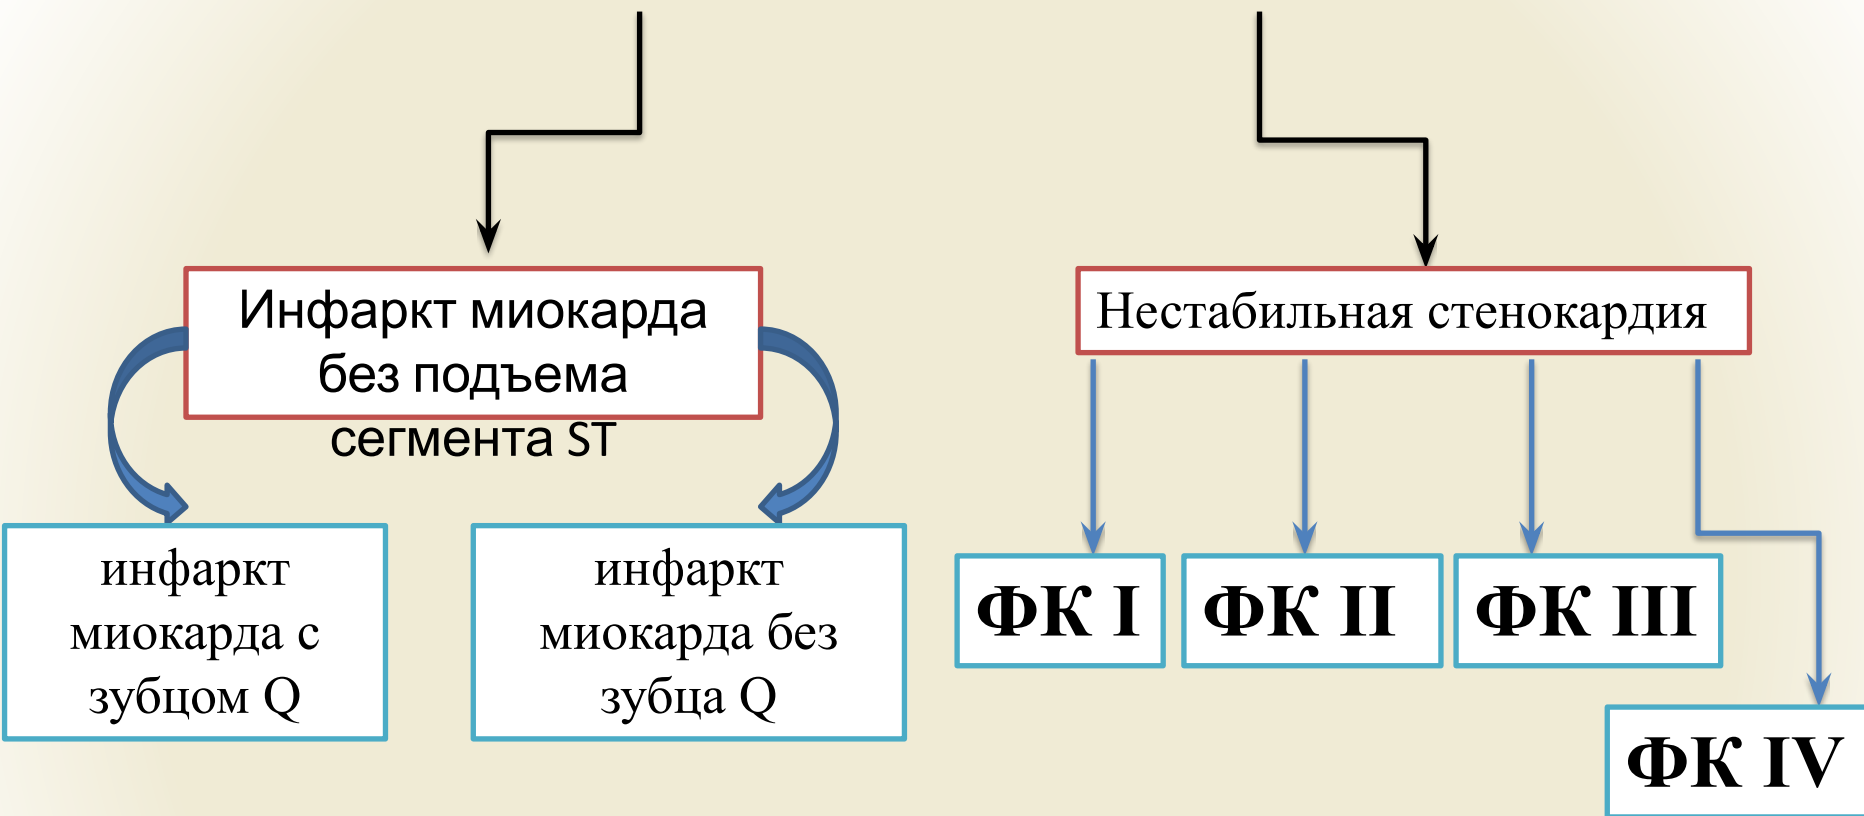 Инфаркт миокарда
без подъема
сегмента ST
Нестабильная стенокардия
инфаркт
миокарда с
зубцом Q
инфаркт
миокарда без
зубца Q
ФК I
ФК II
ФК III
ФК IV